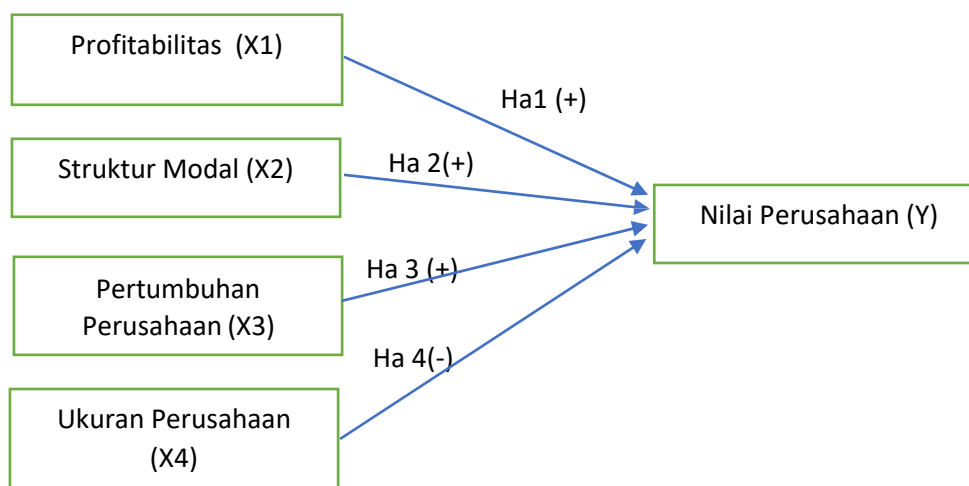 Profitabilitas (X1)
Ha1 (+)
Struktur Modal (X2)
Ha 2(+)
Nilai Perusahaan (Y)
Pertumbuhan
Perusahaan (X3)
Ha 3 (+)
Ha 4(-)
Ukuran Perusahaan
(X4)